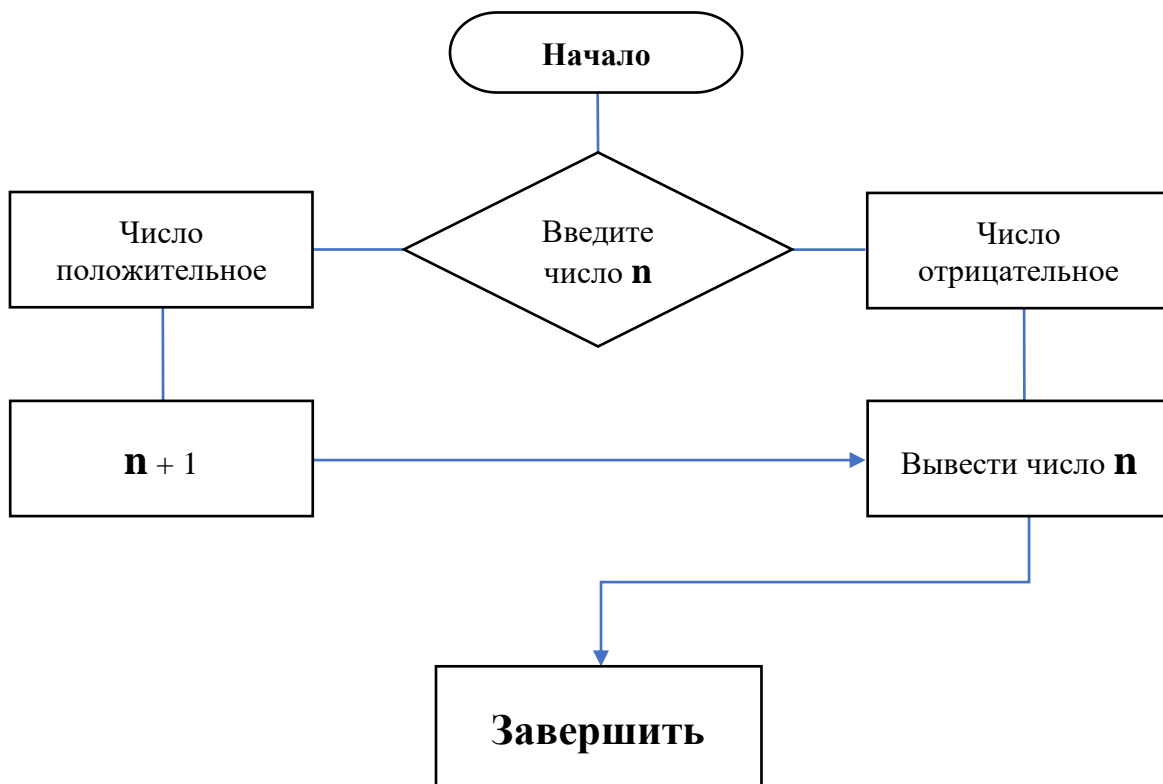 Начало
Введите
число n
Число
положительное
Число
отрицательное
n + 1
Вывести число n
Завершить